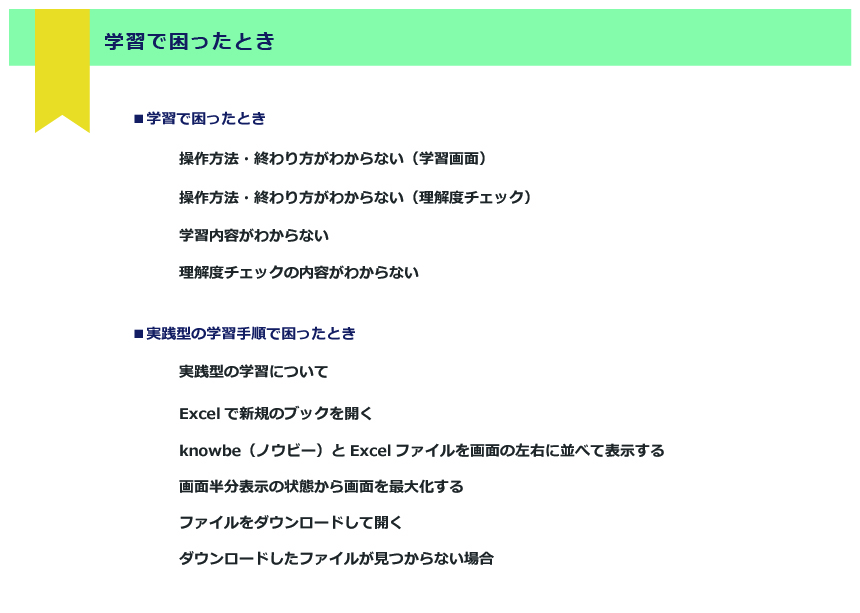 学習で困ったとき
■学習で困ったとき
操作方法・終わり方がわからない（学習画面）
操作方法・終わり方がわからない（理解度チェック）
学習内容がわからない
理解度チェックの内容がわからない
■実践型の学習手順で困ったとき
実践型の学習について
Excel で新規のブックを開く
knowbe（ノウビー）と Excel ファイルを画面の左右に並べて表示する
画面半分表示の状態から画面を最大化する
ファイルをダウンロードして開く
ダウンロードしたファイルが見つからない場合